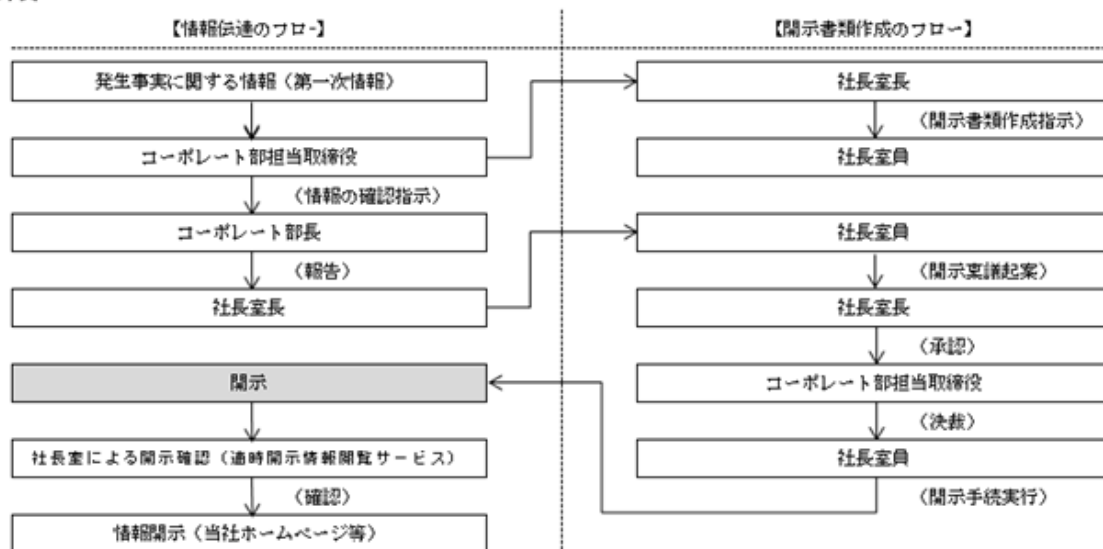 【情報伝達のフロー】
発生事実に関する情報（第一次情報）
コーポレート部担当取締役
（情報の確認指示）
コーポレート部長
（報告）
社長室長
開示
社長室による開示確認（適時開示情報閲覧サービス）
（確認）
情報開示（当社ホームページ等）
【開示書類作成のフロー】
社長室長
（開示書類作成指示）
社長室員
社長室員
（開示稟議起案）
社長室長
（承認）
コーポレート部担当取締役
（決裁）
社長室員
（開示手続実行）